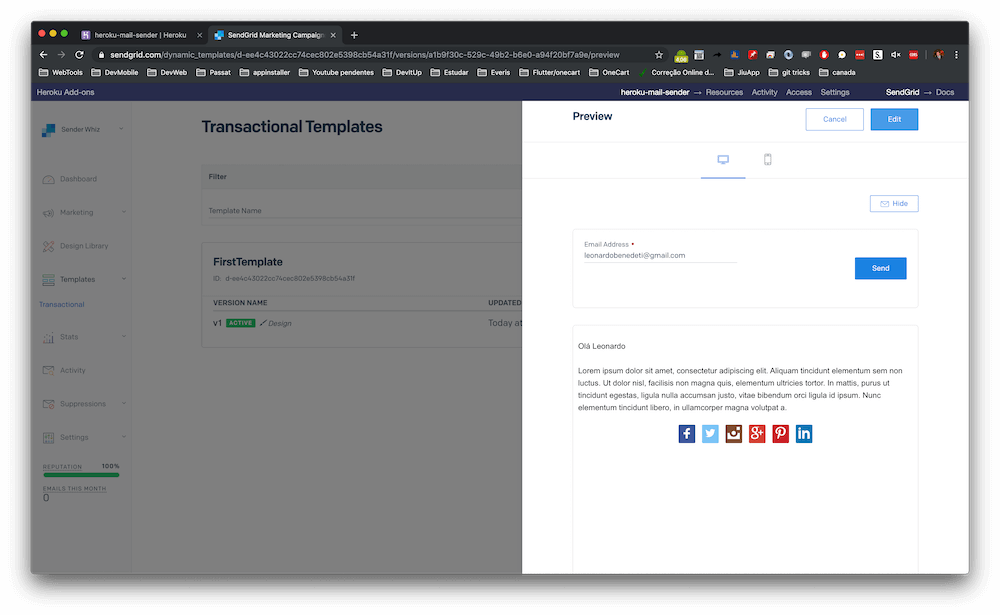 heroku-mail-sender | Heroku
SendGrid Marketing Campaign
sendgrid.com/dynamic_templates/d-ee4c43022cc74cec802e5398cb54a31f/versions/a1b9f30c-529c-49b2-b6e0-a94f20bf7a9e/preview
WebTools DevMobile DevWeb Passat appinstaller Youtube pendentes DevitUp Estudar Everis Flutter/onecart OneCart Correção Online d... JiuApp git tricks canada
Heroku Add-ons
heroku-mail-sender → Resources Activity Access Settings SendGrid → Docs
Sender Whiz
Dashboard
Marketing
Design Library
Templates
Transactional
Stats
Activity
Suppressions
Settings
REPUTATION 100%
EMAILS THIS MONTH
0
Transactional Templates
Filter
Template Name
FirstTemplate
ID: d-ee4c43022cc74cec802e5398cb54a31f
VERSION NAME UPDATED
v1 ACTIVE Design Today at
Preview
Cancel Edit
Hide
Email Address •
leonardobenedeti@gmail.com
Send
Olá Leonardo
Lorem ipsum dolor sit amet, consectetur adipiscing elit. Aliquam tincidunt elementum sem non
luctus. Ut dolor nisl, facilisis non magna quis, elementum ultricies tortor. In mattis, purus ut
tincidunt egestas, ligula nulla accumsan justo, vitae bibendum orci ligula id ipsum. Nunc
elementum tincidunt libero, in ullamcorper magna volutpat a.